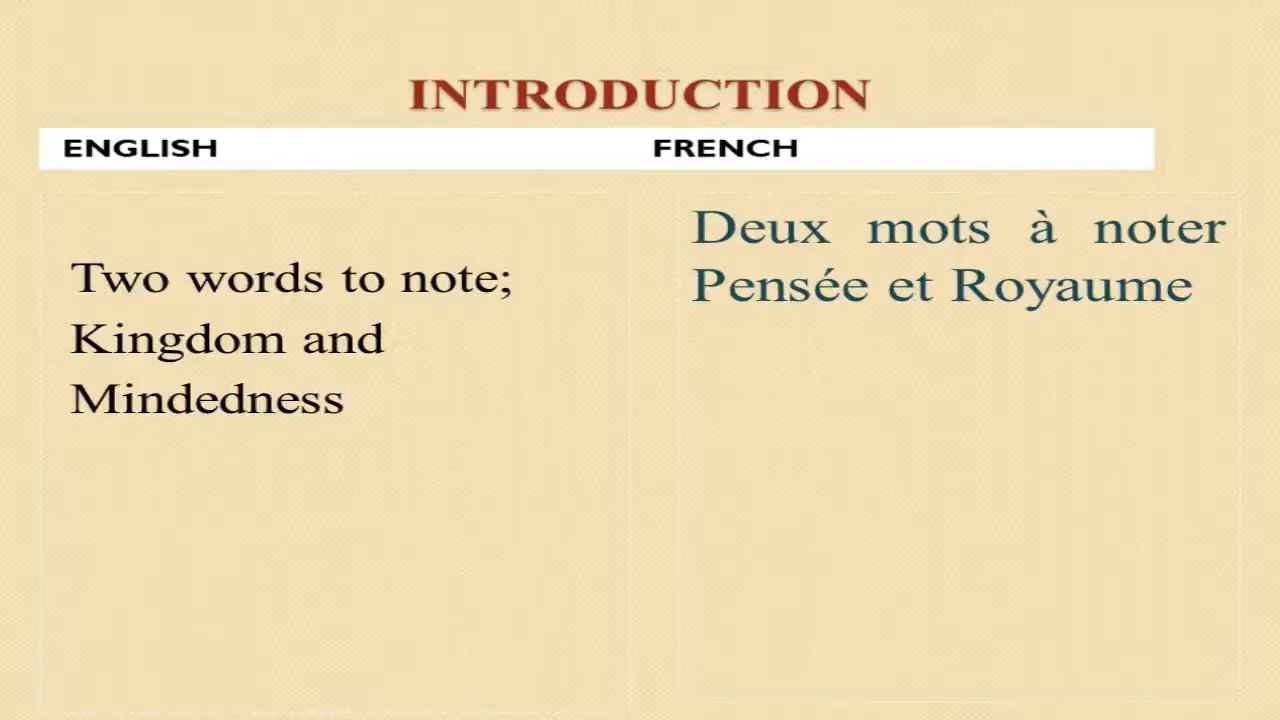 INTRODUCTION
ENGLISH
FRENCH
Two words to note;
Kingdom and
Mindedness
Deux mots à noter
Pensée et Royaume